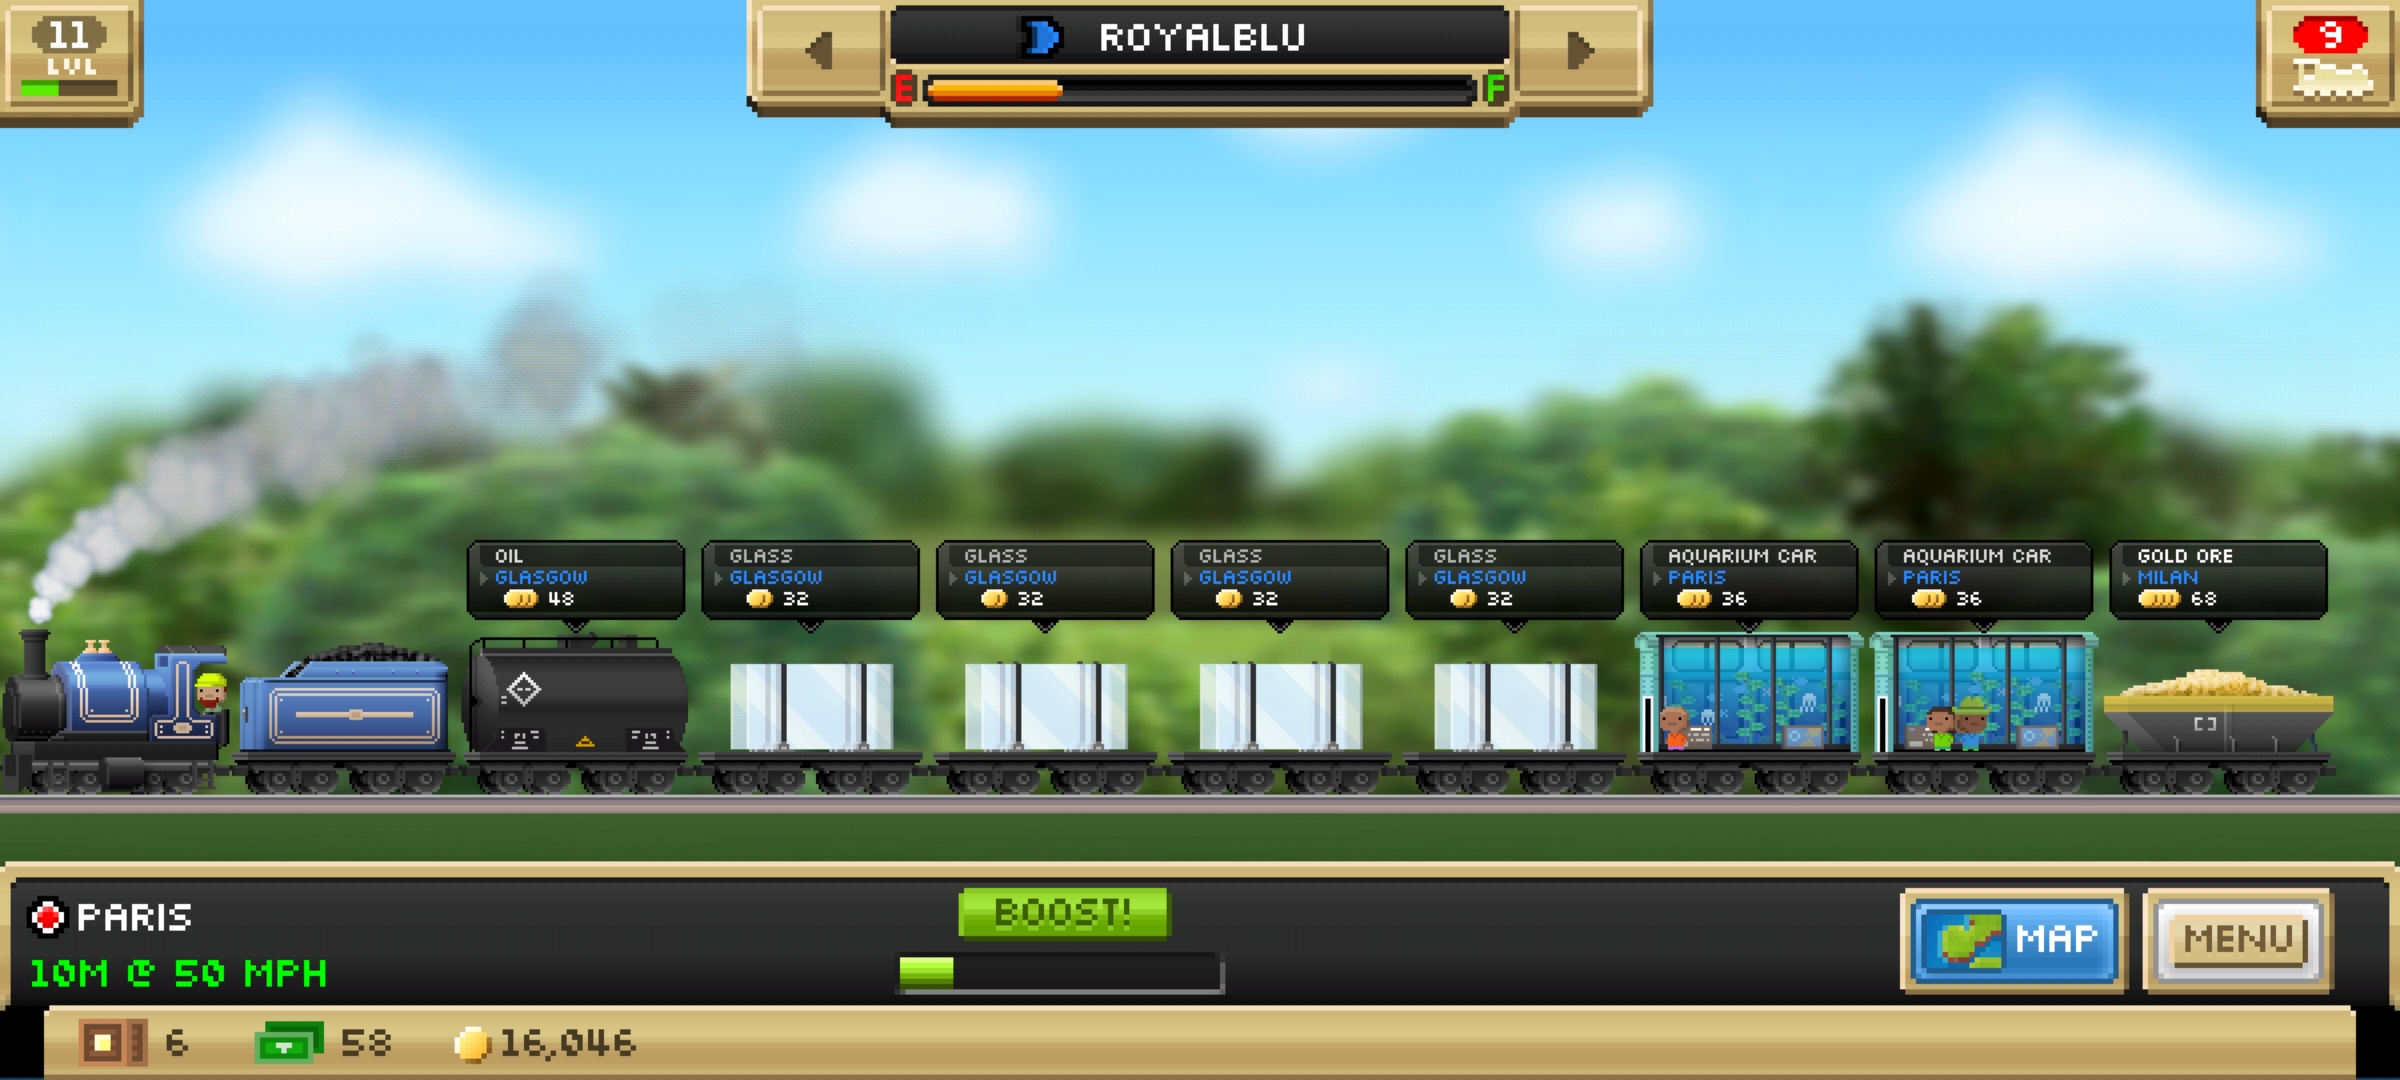 11
LVL
ROYALBLU
E
F
9
OIL
GLASGOW
48
GLASS
GLASGOW
32
GLASS
GLASGOW
32
GLASS
GLASGOW
32
GLASS
GLASGOW
32
AQUARIUM CAR
PARIS
36
AQUARIUM CAR
PARIS
36
GOLD ORE
MILAN
68
PARIS
10M @ 50 MPH
BOOST!
MAP
MENU
6
58
16,046